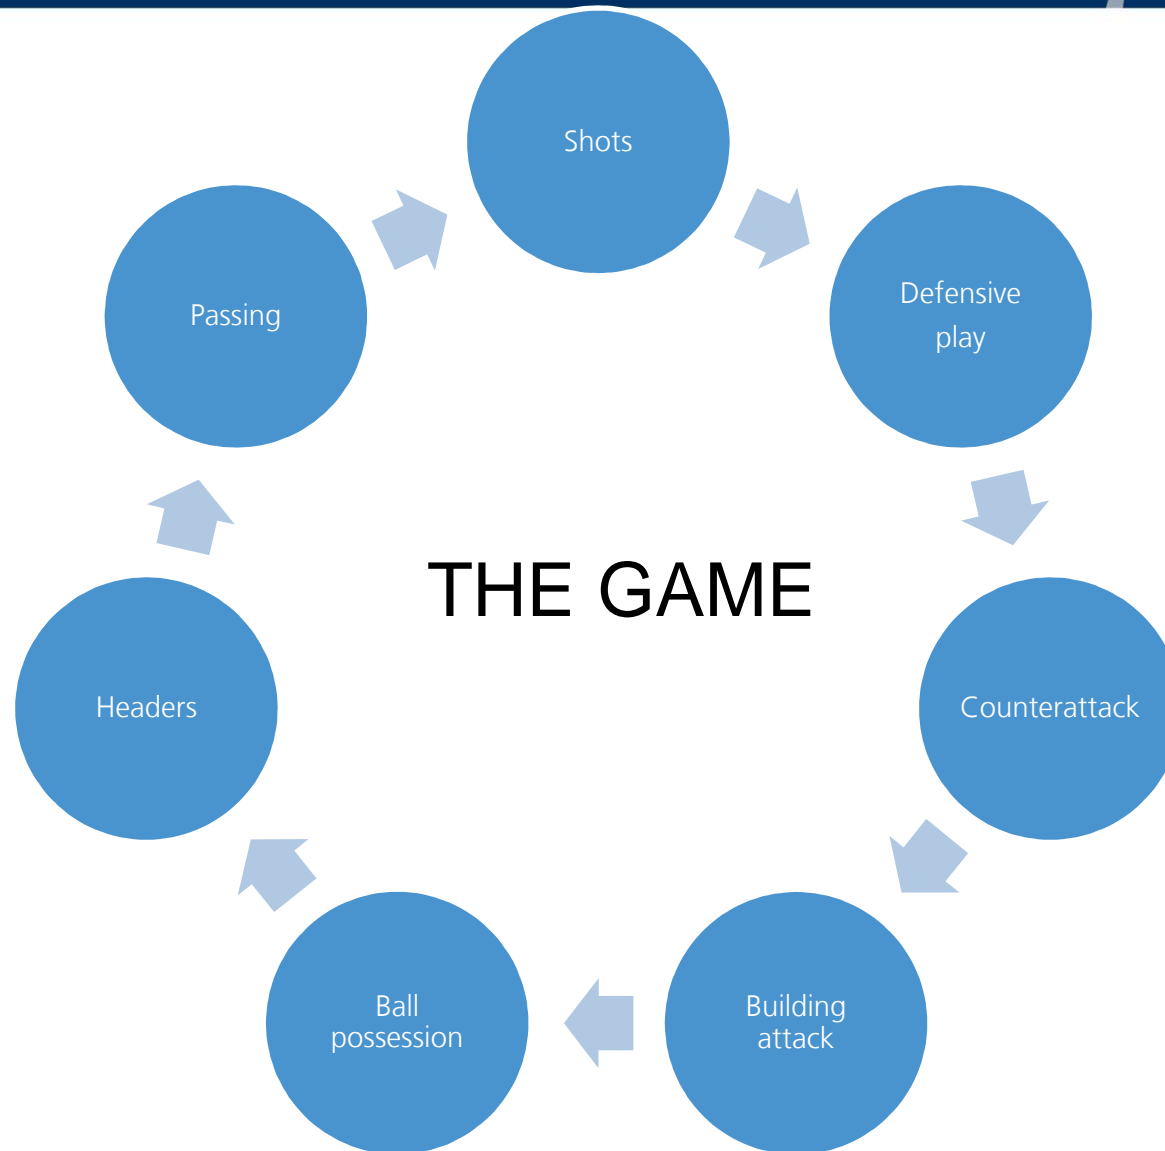 Shots
Defensive
play
Counterattack
Building
attack
Ball
possession
Headers
Passing
THE GAME